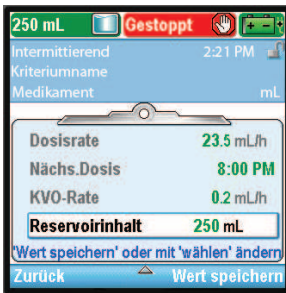 250 mL Gestoppt
Intermittierend 2:21 PM
Kriteriumname
Medikament mL
Dosisrate 23.5 mL/h
Nächs.Dosis 8:00 PM
KVO-Rate 0.2 mL/h
Reservoirinhalt 250 mL
'Wert speichern' oder mit 'wählen' ändern
Zurück Wert speichern